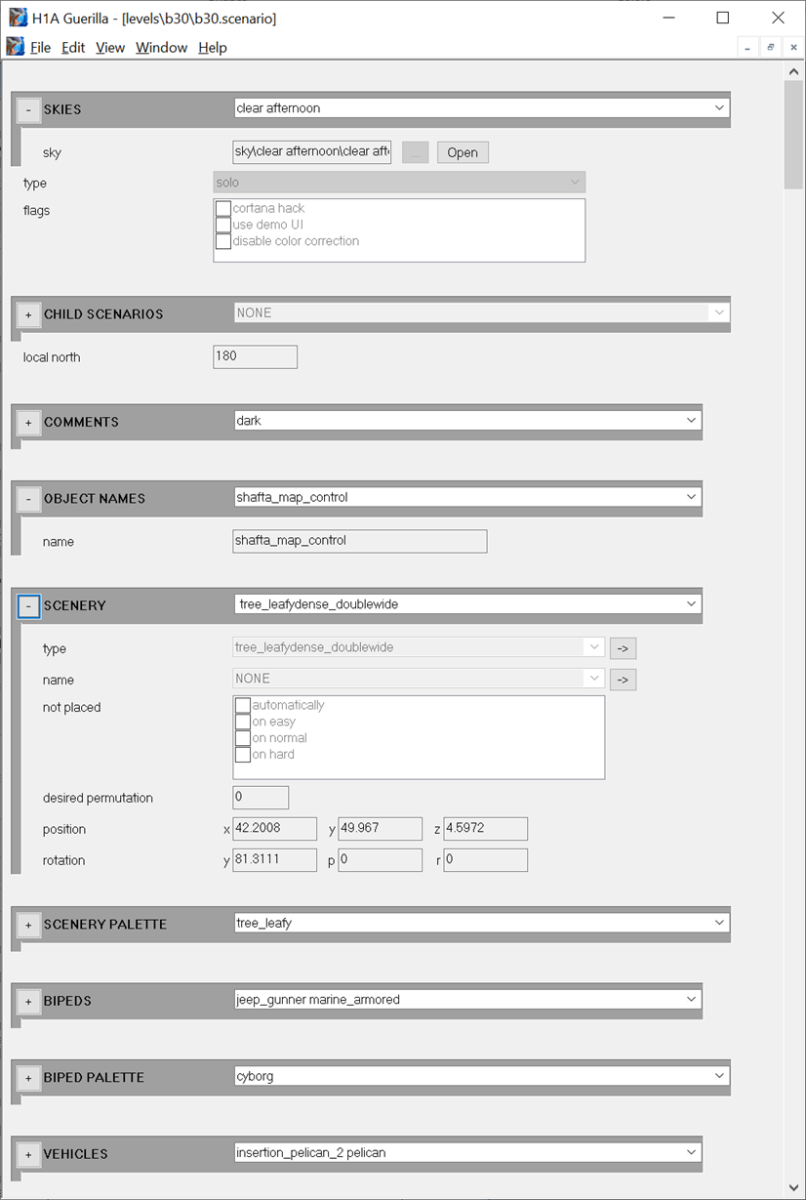 H1A Guerilla - [levels\b30\b30.scenario]
File Edit View Window Help
- SKIES clear afternoon
sky sky\clear afternoon\clear aft ... Open
type solo
flags cortana hack
use demo UI
disable color correction
+ CHILD SCENARIOS NONE
local north 180
+ COMMENTS dark
- OBJECT NAMES shafta_map_control
name shafta_map_control
- SCENERY tree_leafydense_doublewide
type tree_leafydense_doublewide ->
name NONE ->
not placed automatically
on easy
on normal
on hard
desired permutation 0
position x 42.2008 y 49.967 z 4.5972
rotation y 81.3111 p 0 r 0
+ SCENERY PALETTE tree_leafy
+ BIPEDS jeep_gunner marine_armored
+ BIPED PALETTE cyborg
+ VEHICLES insertion_pelican_2 pelican